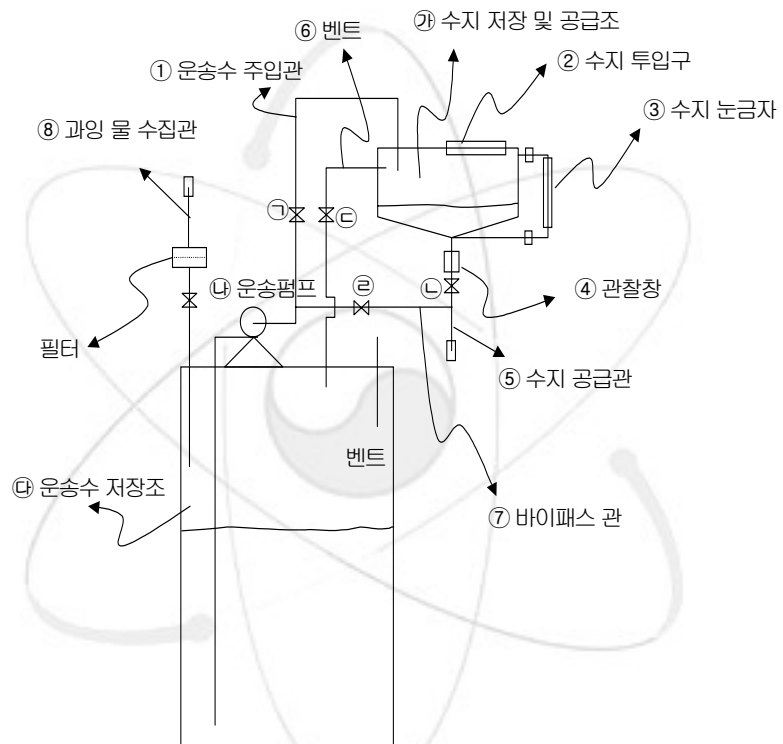 ⑥ 벤트
㉮ 수지 저장 및 공급조
① 운송수 주입관
② 수지 투입구
③ 수지 눈금자
⑧ 과잉 물 수집관
㉠
㉢
㉯ 운송펌프
㉣
㉡
④ 관찰창
필터
⑤ 수지 공급관
벤트
㉰ 운송수 저장조
⑦ 바이패스 관